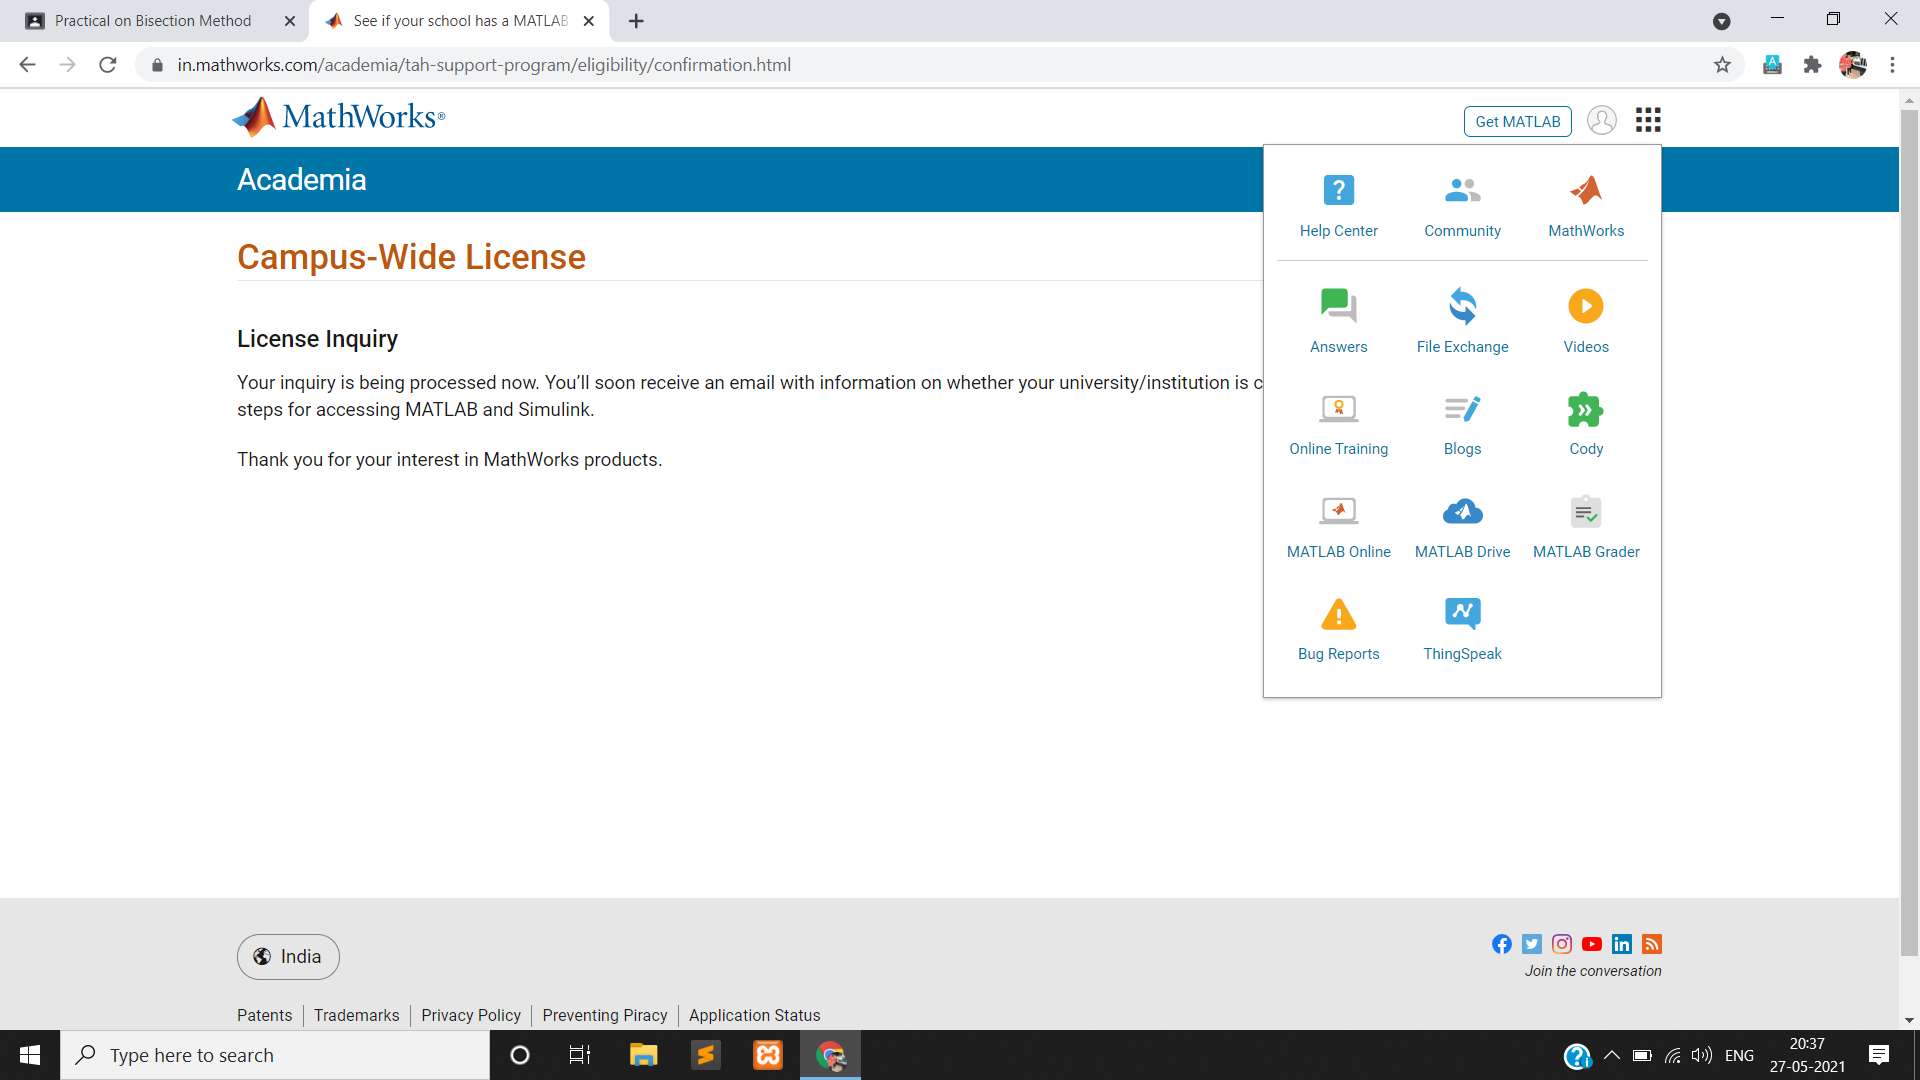 Practical on Bisection Method
See if your school has a MATLAB
in.mathworks.com/academia/tah-support-program/eligibility/confirmation.html
MathWorks®
Get MATLAB
Academia
Help Center
Community
MathWorks
Campus-Wide License
Answers
File Exchange
Videos
License Inquiry
Your inquiry is being processed now. You’ll soon receive an email with information on whether your university/institution is c
steps for accessing MATLAB and Simulink.
Thank you for your interest in MathWorks products.
Online Training
Blogs
Cody
MATLAB Online
MATLAB Drive
MATLAB Grader
Bug Reports
ThingSpeak
India
Join the conversation
Patents
Trademarks
Privacy Policy
Preventing Piracy
Application Status
Type here to search
ENG
20:37
27-05-2021